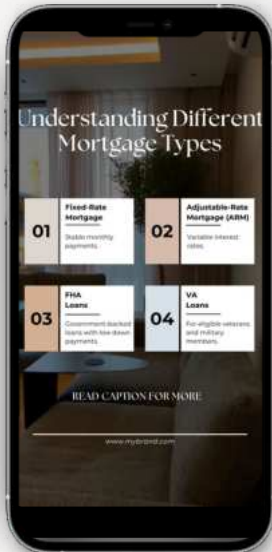 Understanding Different
Mortgage Types
01
Fixed-Rate
Mortgage
Stable monthly
payments.
02
Adjustable-Rate
Mortgage (ARM)
Variable interest
rates.
03
FHA
Loans
Government-backed
loans with low down
payments.
04
VA
Loans
For eligible veterans
and military
members.
READ CAPTION FOR MORE
www.mybrand.com